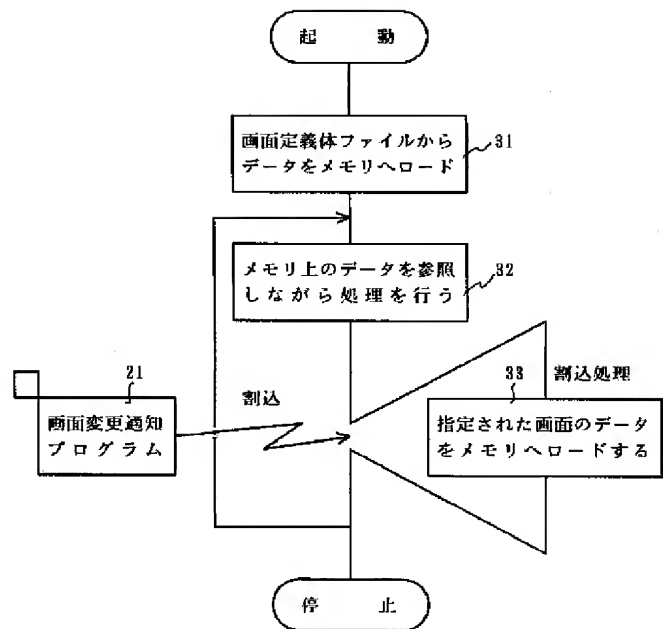 起動
画面定義体ファイルから
データをメモリへロード
31
メモリ上のデータを参照
しながら処理を行う
32
21
画面変更通知
プログラム
割込
割込処理
33
指定された画面のデータ
をメモリへロードする
停止